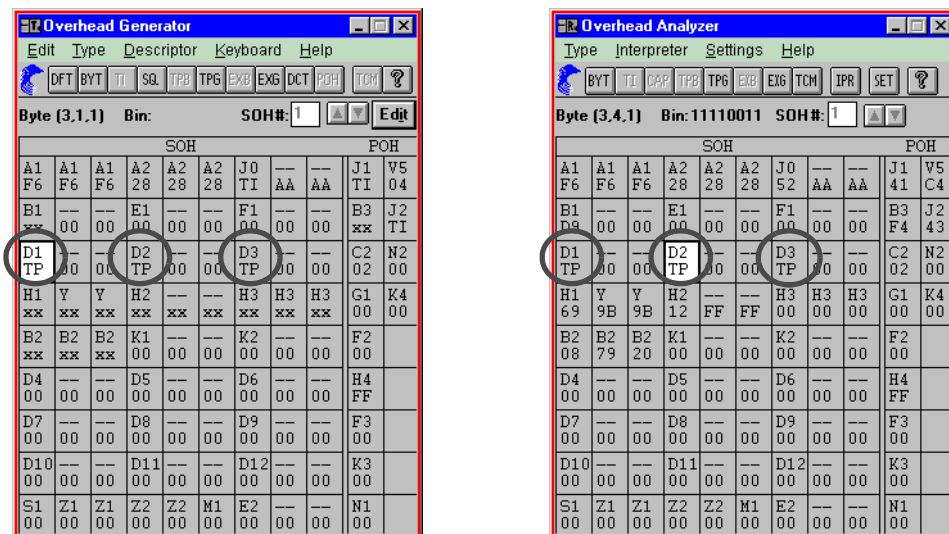 Overhead Generator
Edit Type Descriptor Keyboard Help
DFT BYT TI SQL TPB TPG EXB EXG DCT POH TCM ?
Byte (3,1,1) Bin: SOH#: 1 Edit
SOH POH
A1 A1 A1 A2 A2 A2 J0 -- -- J1 V5
F6 F6 F6 28 28 28 TI AA AA TI 04
B1 -- -- E1 -- -- F1 -- -- B3 J2
xx 00 00 00 00 00 00 00 00 xx TI
D1 -- -- D2 -- -- D3 -- -- C2 N2
TP 00 00 TP 00 00 TP 00 00 02 00
H1 Y Y H2 -- -- H3 H3 H3 G1 K4
xx xx xx xx xx xx xx xx xx 00 00
B2 B2 B2 K1 -- -- K2 -- -- F2
xx xx xx 00 00 00 00 00 00 00
D4 -- -- D5 -- -- D6 -- -- H4
00 00 00 00 00 00 00 00 00 FF
D7 -- -- D8 -- -- D9 -- -- F3
00 00 00 00 00 00 00 00 00 00
D10 -- -- D11 -- -- D12 -- -- K3
00 00 00 00 00 00 00 00 00 00
S1 Z1 Z1 Z2 Z2 M1 E2 -- -- N1
00 00 00 00 00 00 00 00 00 00
Overhead Analyzer
Type Interpreter Settings Help
BYT TI CAP TPB TPG EXB EXG TCM IPR SET ?
Byte (3,4,1) Bin: 11110011 SOH#: 1
SOH POH
A1 A1 A1 A2 A2 A2 J0 -- -- J1 V5
F6 F6 F6 28 28 28 52 AA AA 41 C4
B1 -- -- E1 -- -- F1 -- -- B3 J2
D9 00 00 00 00 00 00 00 00 F4 43
D1 -- -- D2 -- -- D3 -- -- C2 N2
TP 00 00 TP 00 00 TP 00 00 02 00
H1 Y Y H2 -- -- H3 H3 H3 G1 K4
69 9B 9B 12 FF FF 00 00 00 00 00
B2 B2 B2 K1 -- -- K2 -- -- F2
08 79 20 00 00 00 00 00 00 00
D4 -- -- D5 -- -- D6 -- -- H4
00 00 00 00 00 00 00 00 00 FF
D7 -- -- D8 -- -- D9 -- -- F3
00 00 00 00 00 00 00 00 00 00
D10 -- -- D11 -- -- D12 -- -- K3
00 00 00 00 00 00 00 00 00 00
S1 Z1 Z1 Z2 Z2 M1 E2 -- -- N1
00 00 00 00 00 00 00 00 00 00